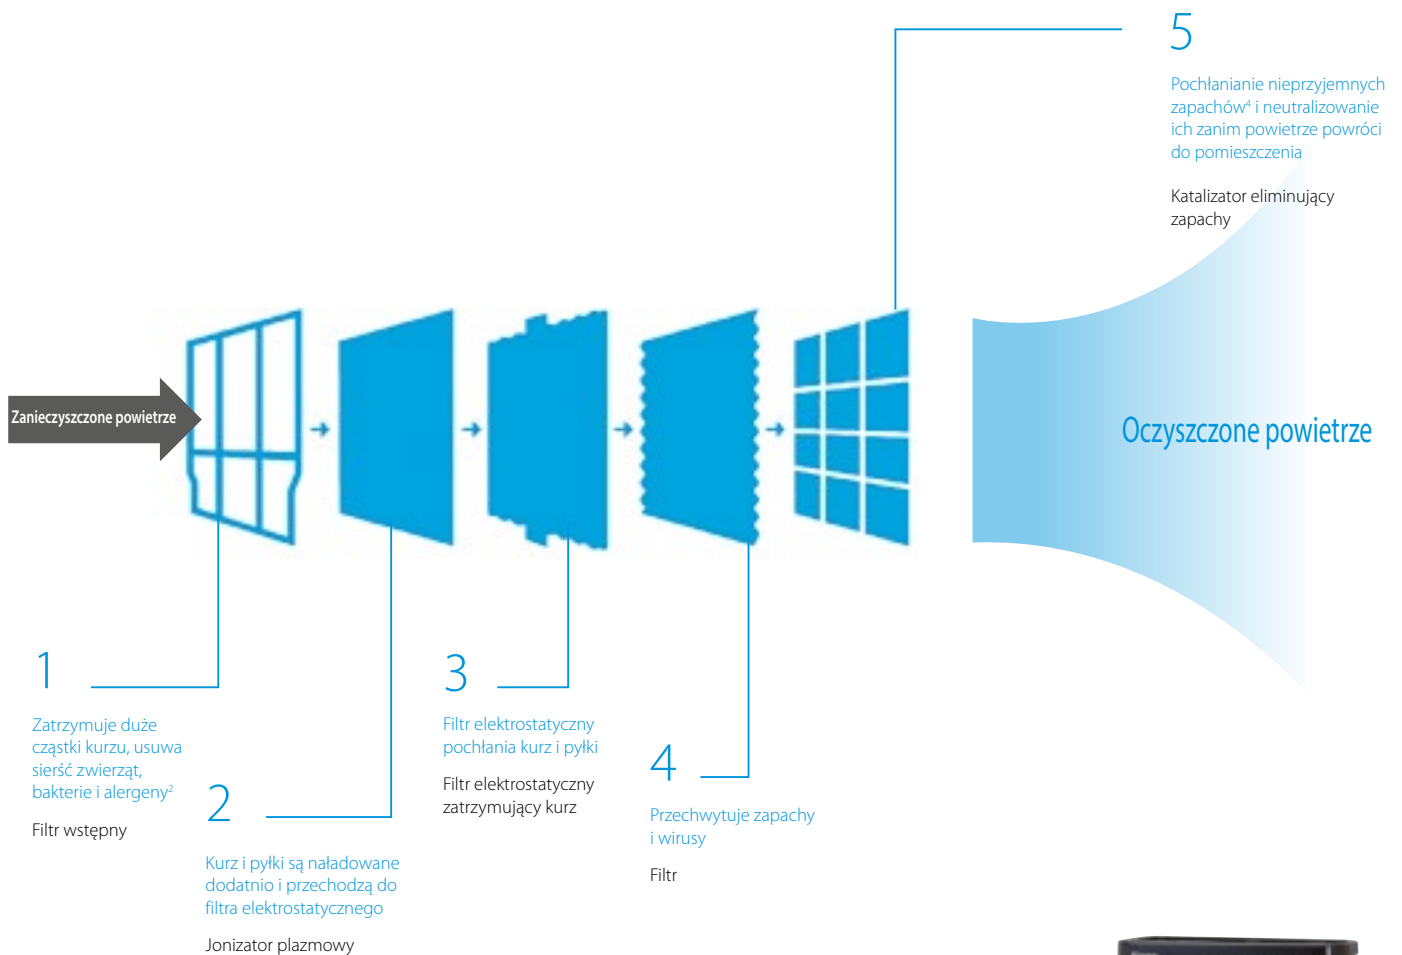 5
Pochłanianie nieprzyjemnych
zapachów⁴ i neutralizowanie
ich zanim powietrze powróci
do pomieszczenia
Katalizator eliminujący
zapachy
Zanieczyszczone powietrze
Oczyszczone powietrze
1
Zatrzymuje duże
cząstki kurzu, usuwa
sierść zwierząt,
bakterie i alergeny²
Filtr wstępny
2
Kurz i pyłki są naładowane
dodatnio i przechodzą do
filtra elektrostatycznego
Jonizator plazmowy
3
Filtr elektrostatyczny
pochłania kurz i pyłki
Filtr elektrostatyczny
zatrzymujący kurz
4
Przechwytuje zapachy
i wirusy
Filtr